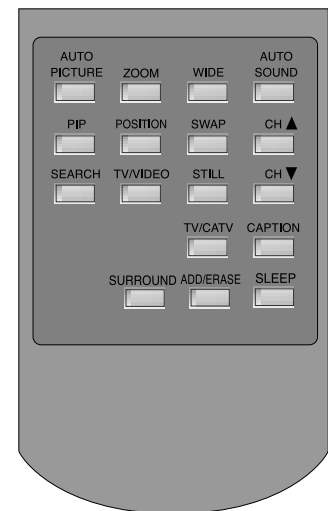 AUTO PICTURE ZOOM WIDE AUTO SOUND
PIP POSITION SWAP CH ▲
SEARCH TV/VIDEO STILL CH ▼
TV/CATV CAPTION
SURROUND ADD/ERASE SLEEP